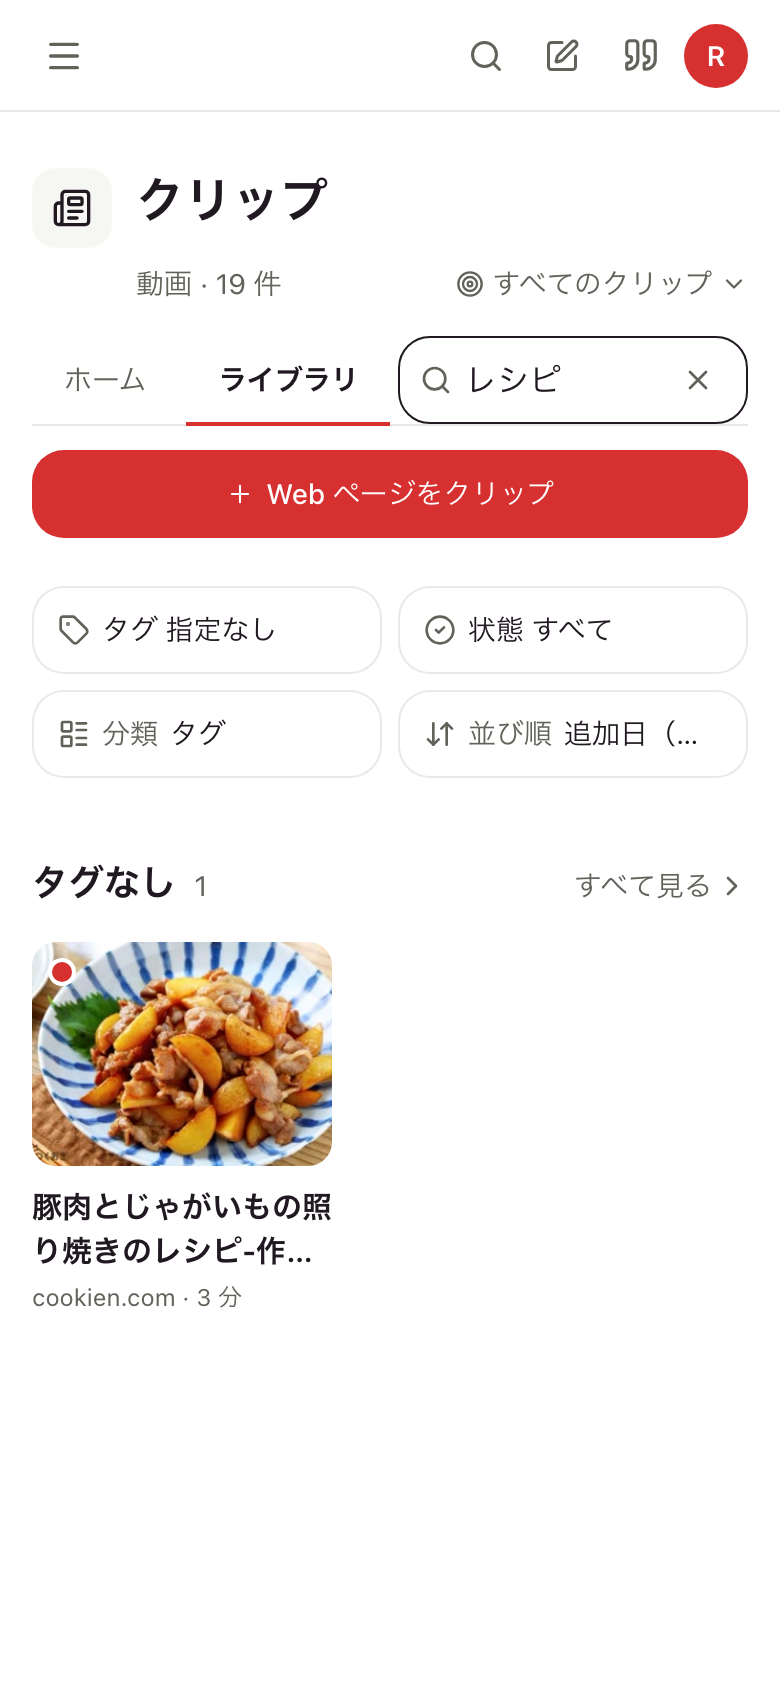 R
クリップ
動画 · 19 件 すべてのクリップ
ホーム ライブラリ レシピ
+ Web ページをクリップ
タグ 指定なし 状態 すべて
分類 タグ 並び順 追加日（...
タグなし 1 すべて見る
豚肉とじゃがいもの照
り焼きのレシピ-作...
cookien.com · 3 分